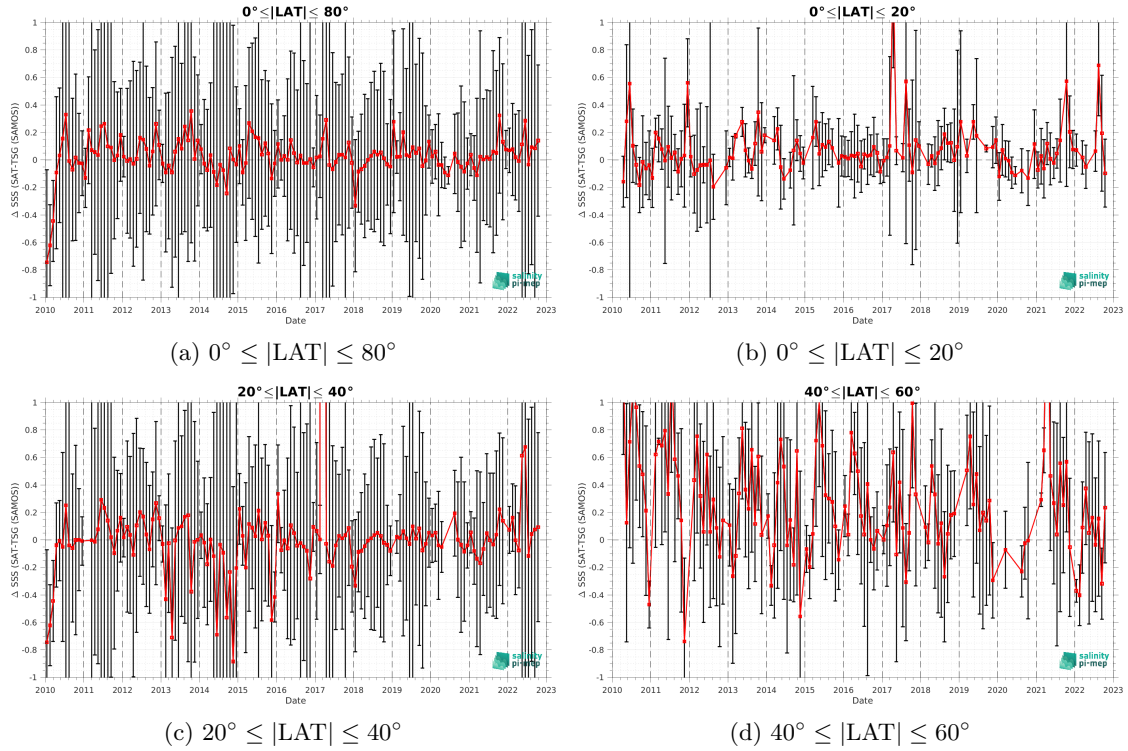 0°≤|LAT|≤ 80°
Δ SSS (SAT-TSG (SAMOS))
1
0.8
0.6
0.4
0.2
0
-0.2
-0.4
-0.6
-0.8
-1
salinity
pi-mep
2010 2011 2012 2013 2014 2015 2016 2017 2018 2019 2020 2021 2022 2023
Date
(a) 0° ≤ |LAT| ≤ 80°
0°≤|LAT|≤ 20°
Δ SSS (SAT-TSG (SAMOS))
1
0.8
0.6
0.4
0.2
0
-0.2
-0.4
-0.6
-0.8
-1
salinity
pi-mep
2010 2011 2012 2013 2014 2015 2016 2017 2018 2019 2020 2021 2022 2023
Date
(b) 0° ≤ |LAT| ≤ 20°
20°≤|LAT|≤ 40°
Δ SSS (SAT-TSG (SAMOS))
1
0.8
0.6
0.4
0.2
0
-0.2
-0.4
-0.6
-0.8
-1
salinity
pi-mep
2010 2011 2012 2013 2014 2015 2016 2017 2018 2019 2020 2021 2022 2023
Date
(c) 20° ≤ |LAT| ≤ 40°
40°≤|LAT|≤ 60°
Δ SSS (SAT-TSG (SAMOS))
1
0.8
0.6
0.4
0.2
0
-0.2
-0.4
-0.6
-0.8
-1
salinity
pi-mep
2010 2011 2012 2013 2014 2015 2016 2017 2018 2019 2020 2021 2022 2023
Date
(d) 40° ≤ |LAT| ≤ 60°